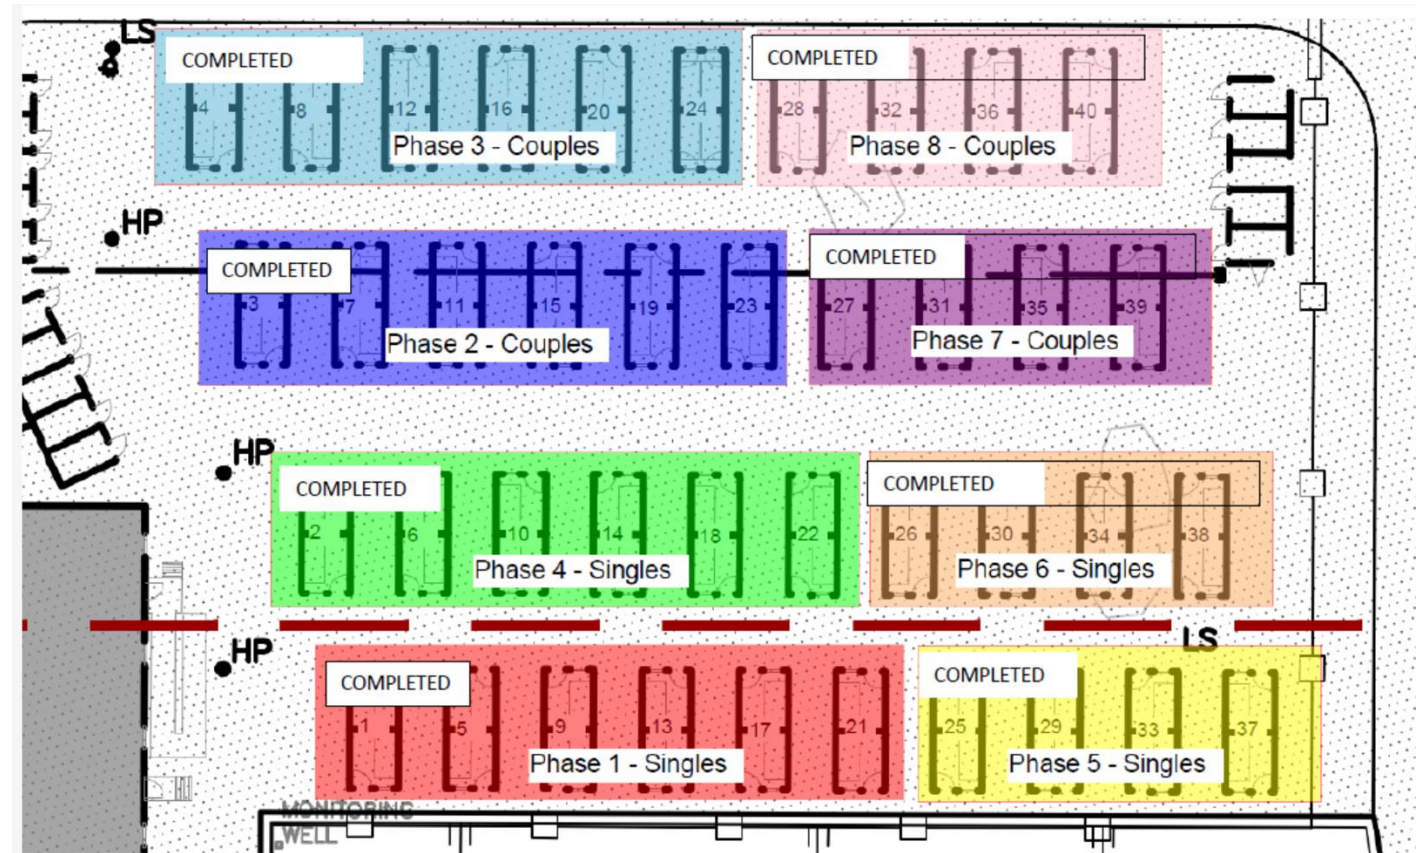 LS
COMPLETED
4 8 12 16 20 24
Phase 3 - Couples
COMPLETED
28 32 36 40
Phase 8 - Couples
HP
COMPLETED
3 7 11 15 19 23
Phase 2 - Couples
COMPLETED
27 31 35 39
Phase 7 - Couples
HP
COMPLETED
2 6 10 14 18 22
Phase 4 - Singles
COMPLETED
26 30 34 38
Phase 6 - Singles
HP
LS
COMPLETED
1 5 9 13 17 21
Phase 1 - Singles
COMPLETED
25 29 33 37
Phase 5 - Singles
MONITORING
WELL